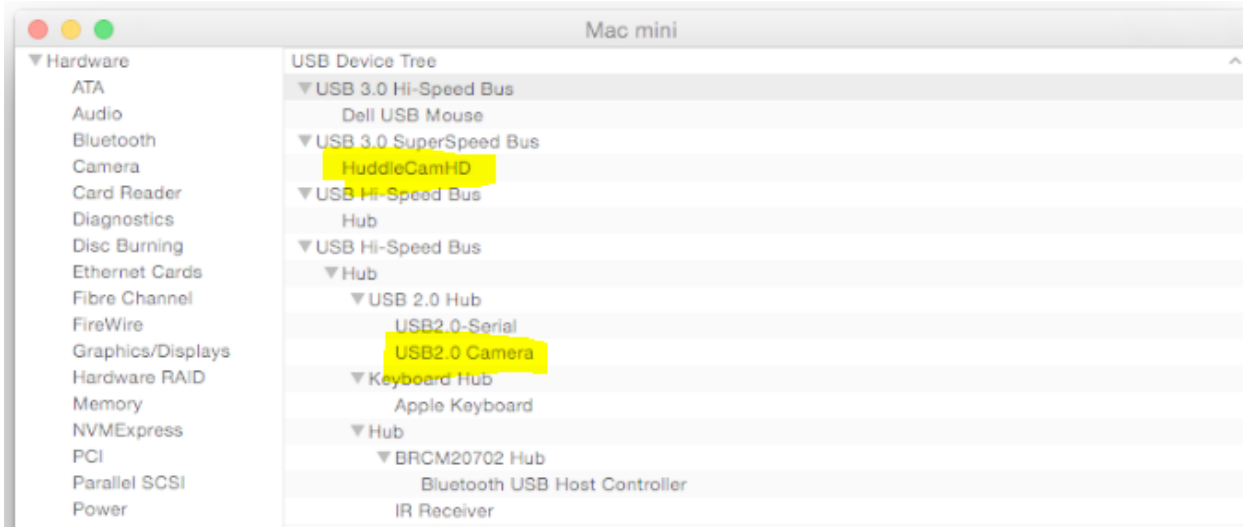 Mac mini
Hardware
ATA
Audio
Bluetooth
Camera
Card Reader
Diagnostics
Disc Burning
Ethernet Cards
Fibre Channel
FireWire
Graphics/Displays
Hardware RAID
Memory
NVMExpress
PCI
Parallel SCSI
Power
USB Device Tree
USB 3.0 Hi-Speed Bus
Dell USB Mouse
USB 3.0 SuperSpeed Bus
HuddleCamHD
USB Hi-Speed Bus
Hub
USB Hi-Speed Bus
Hub
USB 2.0 Hub
USB2.0-Serial
USB2.0 Camera
Keyboard Hub
Apple Keyboard
Hub
BRCM20702 Hub
Bluetooth USB Host Controller
IR Receiver